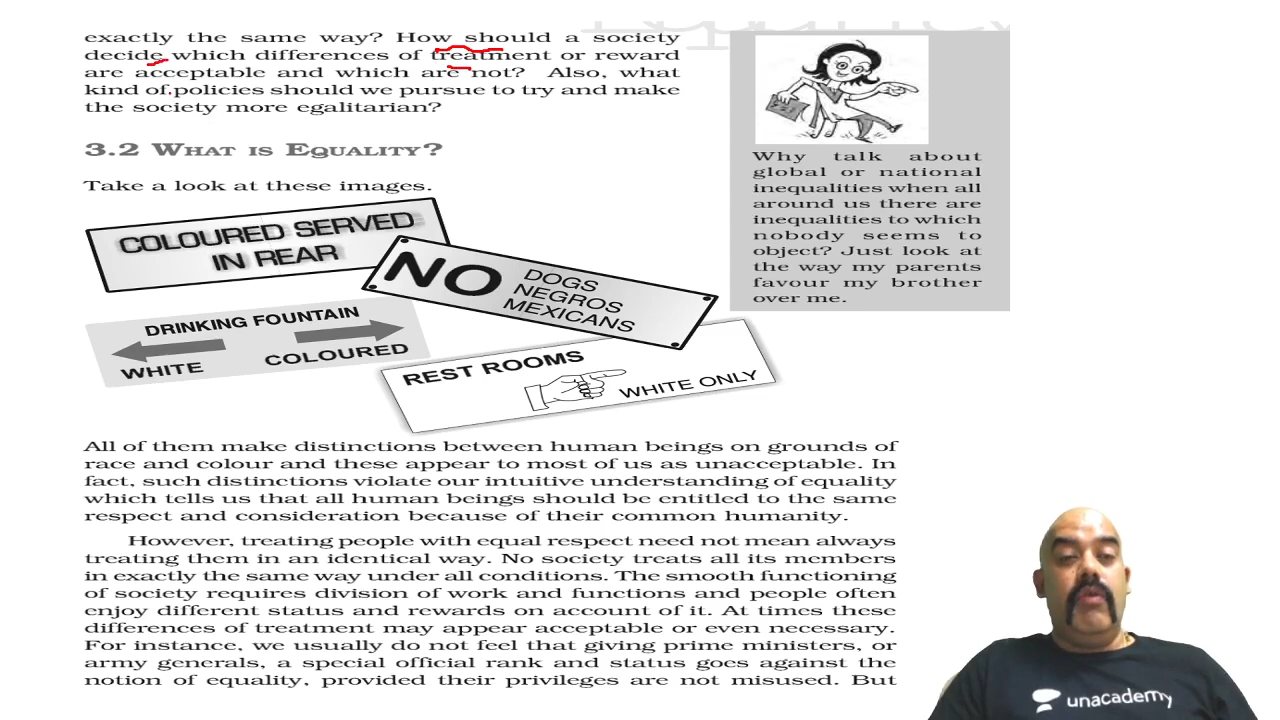 exactly the same way? How should a society
decide which differences of treatment or reward
are acceptable and which are not? Also, what
kind of policies should we pursue to try and make
the society more egalitarian?
3.2 WHAT IS EQUALITY?
Take a look at these images.
COLOURED SERVED
IN REAR
NO DOGS
NEGROS
MEXICANS
DRINKING FOUNTAIN
WHITE COLOURED
REST ROOMS
WHITE ONLY
Why talk about
global or national
inequalities when all
around us there are
inequalities to which
nobody seems to
object? Just look at
the way my parents
favour my brother
over me.
All of them make distinctions between human beings on grounds of
race and colour and these appear to most of us as unacceptable. In
fact, such distinctions violate our intuitive understanding of equality
which tells us that all human beings should be entitled to the same
respect and consideration because of their common humanity.
However, treating people with equal respect need not mean always
treating them in an identical way. No society treats all its members
in exactly the same way under all conditions. The smooth functioning
of society requires division of work and functions and people often
enjoy different status and rewards on account of it. At times these
differences of treatment may appear acceptable or even necessary.
For instance, we usually do not feel that giving prime ministers, or
army generals, a special official rank and status goes against the
notion of equality, provided their privileges are not misused. But
unacademy